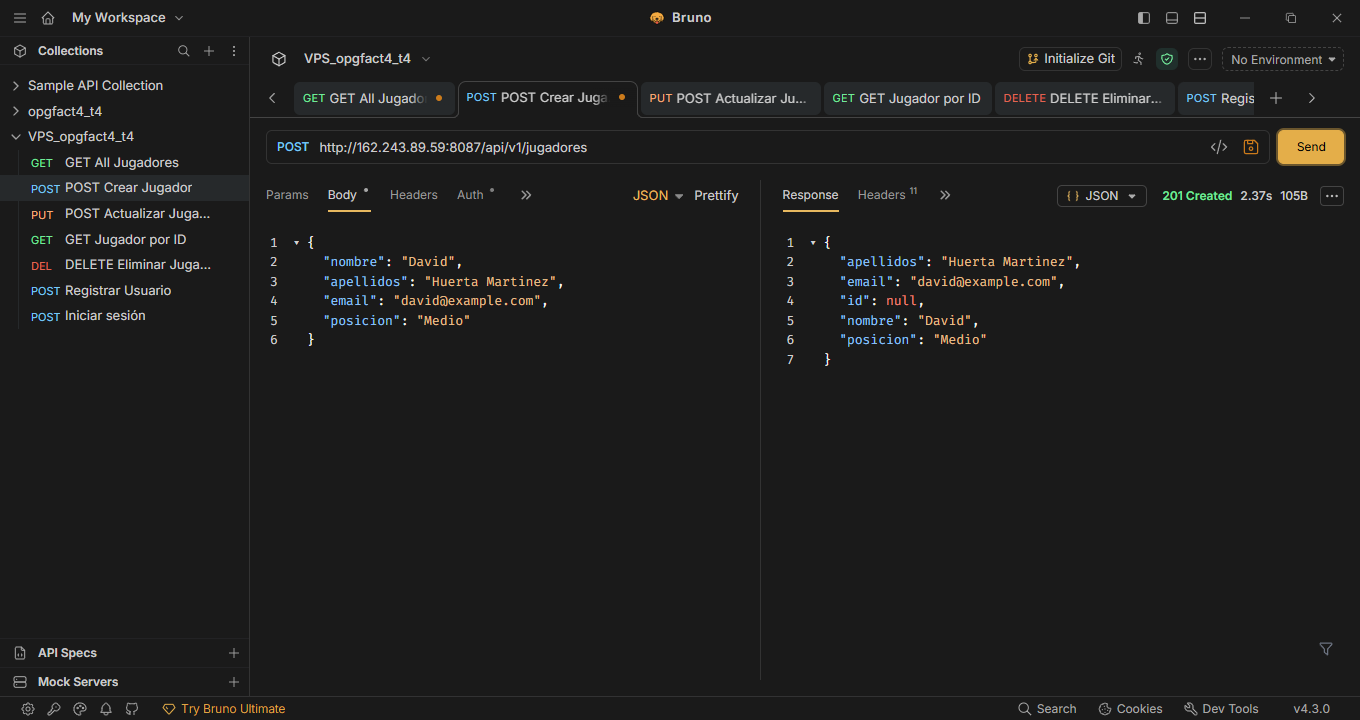 My Workspace
Bruno
Collections
Sample API Collection
opgfact4_t4
VPS_opgfact4_t4
GET GET All Jugadores
POST POST Crear Jugador
PUT POST Actualizar Juga...
GET GET Jugador por ID
DEL DELETE Eliminar Juga...
POST Registrar Usuario
POST Iniciar sesión
API Specs
Mock Servers
VPS_opgfact4_t4
Initialize Git
No Environment
GET GET All Jugado
POST POST Crear Juga
PUT POST Actualizar Ju...
GET GET Jugador por ID
DELETE DELETE Eliminar...
POST Regis
POST http://162.243.89.59:8087/api/v1/jugadores
Send
Params Body Headers Auth JSON Prettify
1 {
2 "nombre": "David",
3 "apellidos": "Huerta Martinez",
4 "email": "david@example.com",
5 "posicion": "Medio"
6 }
Response Headers 11 { } JSON 201 Created 2.37s 105B
1 {
2 "apellidos": "Huerta Martinez",
3 "email": "david@example.com",
4 "id": null,
5 "nombre": "David",
6 "posicion": "Medio"
7 }
Try Bruno Ultimate
Search Cookies Dev Tools v4.3.0